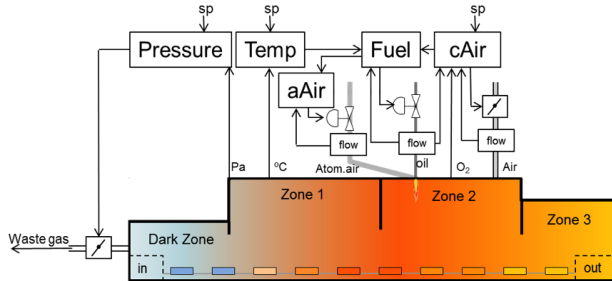 sp sp sp
Pressure Temp Fuel cAir
aAir
flow flow flow
Pa ºC Atom.air oil O₂ Air
Zone 1 Zone 2
Zone 3
Dark Zone
Waste gas
in out